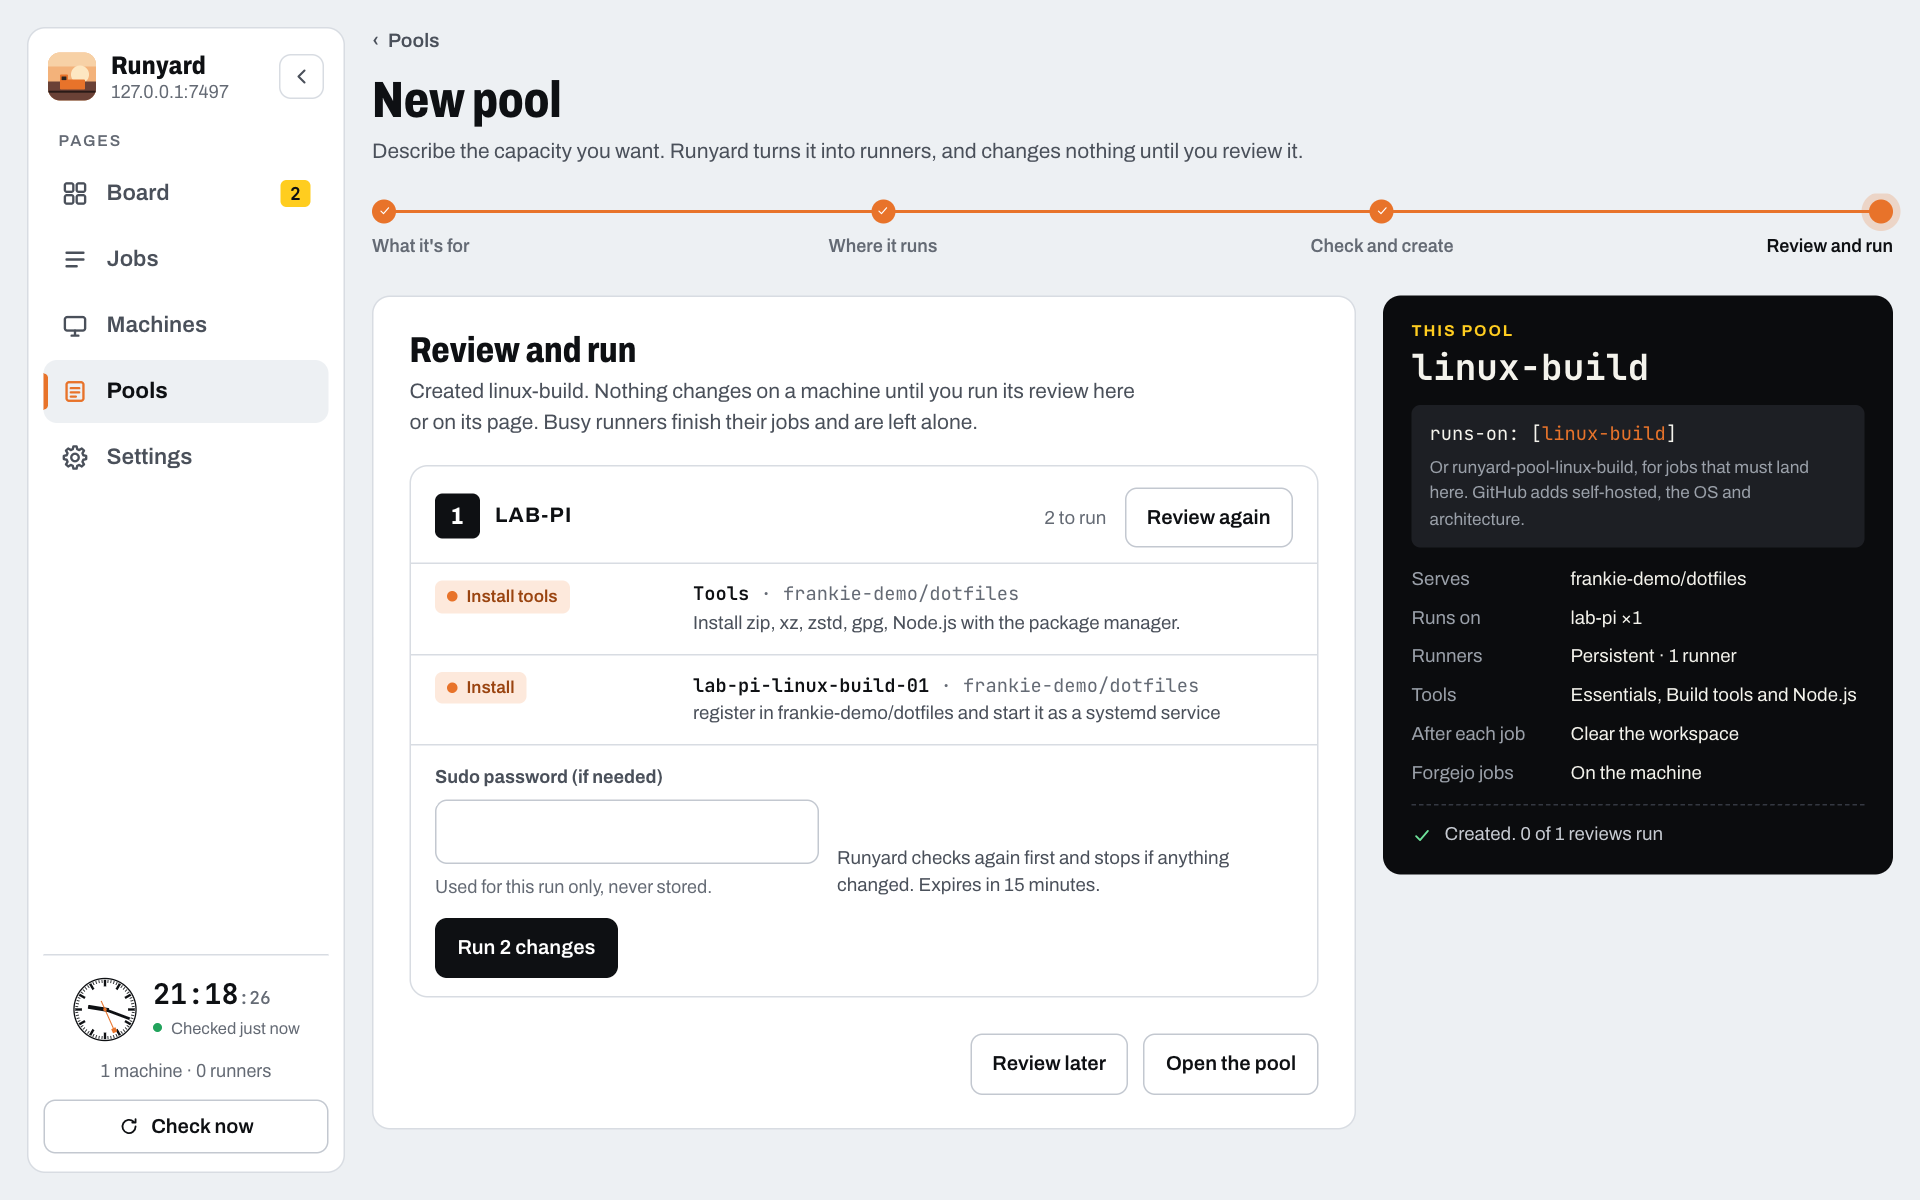 Runyard
127.0.0.1:7497
PAGES
Board
2
Jobs
Machines
Pools
Settings
21:18:26
Checked just now
1 machine · 0 runners
Check now
‹ Pools
New pool
Describe the capacity you want. Runyard turns it into runners, and changes nothing until you review it.
What it's for
Where it runs
Check and create
Review and run
Review and run
Created linux-build. Nothing changes on a machine until you run its review here
or on its page. Busy runners finish their jobs and are left alone.
1
LAB-PI
2 to run
Review again
Install tools
Tools · frankie-demo/dotfiles
Install zip, xz, zstd, gpg, Node.js with the package manager.
Install
lab-pi-linux-build-01 · frankie-demo/dotfiles
register in frankie-demo/dotfiles and start it as a systemd service
Sudo password (if needed)
Used for this run only, never stored.
Runyard checks again first and stops if anything
changed. Expires in 15 minutes.
Run 2 changes
Review later
Open the pool
THIS POOL
linux-build
runs-on: [linux-build]
Or runyard-pool-linux-build, for jobs that must land
here. GitHub adds self-hosted, the OS and
architecture.
Serves frankie-demo/dotfiles
Runs on lab-pi ×1
Runners Persistent · 1 runner
Tools Essentials, Build tools and Node.js
After each job Clear the workspace
Forgejo jobs On the machine
Created. 0 of 1 reviews run